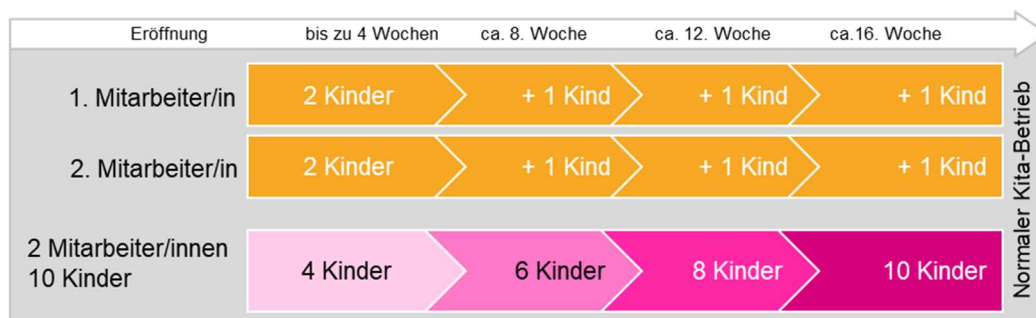 Eröffnung bis zu 4 Wochen ca. 8. Woche ca. 12. Woche ca.16. Woche
1. Mitarbeiter/in 2 Kinder + 1 Kind + 1 Kind + 1 Kind
2. Mitarbeiter/in 2 Kinder + 1 Kind + 1 Kind + 1 Kind
2 Mitarbeiter/innen
10 Kinder
4 Kinder 6 Kinder 8 Kinder 10 Kinder
Normaler Kita-Betrieb